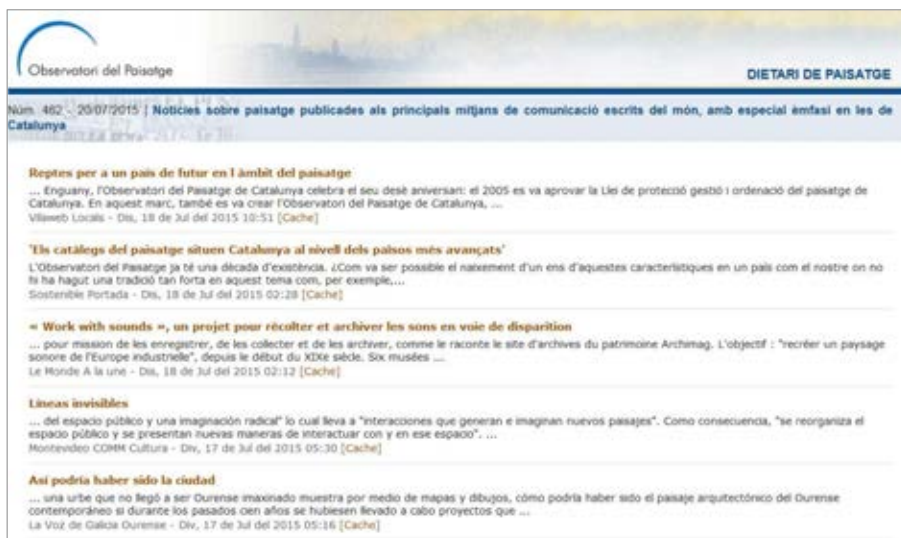 Observatori del Paisatge
DIETARI DE PAISATGE
Núm. 462 - 20/07/2015 | Notícies sobre paisatge publicades als principals mitjans de comunicació escrits del món, amb especial èmfasi en les de
Catalunya
Reptes per a un país de futur en l àmbit del paisatge
... Enguany, l'Observatori del Paisatge de Catalunya celebra el seu desè aniversari: el 2005 es va aprovar la Llei de protecció gestió i ordenació del paisatge de
Catalunya. En aquest marc, també es va crear l'Observatori del Paisatge de Catalunya, ...
Vilaweb Locals - Dis, 18 de Jul del 2015 10:51 [Cache]
'Els catàlegs del paisatge situen Catalunya al nivell dels països més avançats'
L'Observatori del Paisatge ja té una dècada d'existència. ¿Com va ser possible el naixement d'un ens d'aquestes característiques en un país com el nostre on no
hi ha hagut una tradició tan forta en aquest tema com, per exemple,...
Sostenible Portada - Dis, 18 de Jul del 2015 02:28 [Cache]
« Work with sounds », un projet pour récolter et archiver les sons en voie de disparition
... pour mission de les enregistrer, de les collecter et de les archiver, comme le raconte le site d'archives du patrimoine Archimag. L'objectif : "recréer un paysage
sonore de l'Europe industrielle", depuis le début du XIXe siècle. Six musées ...
Le Monde A la une - Dis, 18 de Jul del 2015 02:12 [Cache]
Líneas invisibles
... del espacio público y una imaginación radical" lo cual lleva a "interacciones que generan e imaginan nuevos paisajes". Como consecuencia, "se reorganiza el
espacio público y se presentan nuevas maneras de interactuar con y en ese espacio". ...
Montevideo COMM Cultura - Div, 17 de Jul del 2015 05:30 [Cache]
Así podría haber sido la ciudad
... una urbe que no llegó a ser Ourense imaxinado muestra por medio de mapas y dibujos, cómo podría haber sido el paisaje arquitectónico del Ourense
contemporáneo si durante los pasados cien años se hubiesen llevado a cabo proyectos que ...
La Voz de Galicia Ourense - Div, 17 de Jul del 2015 05:16 [Cache]